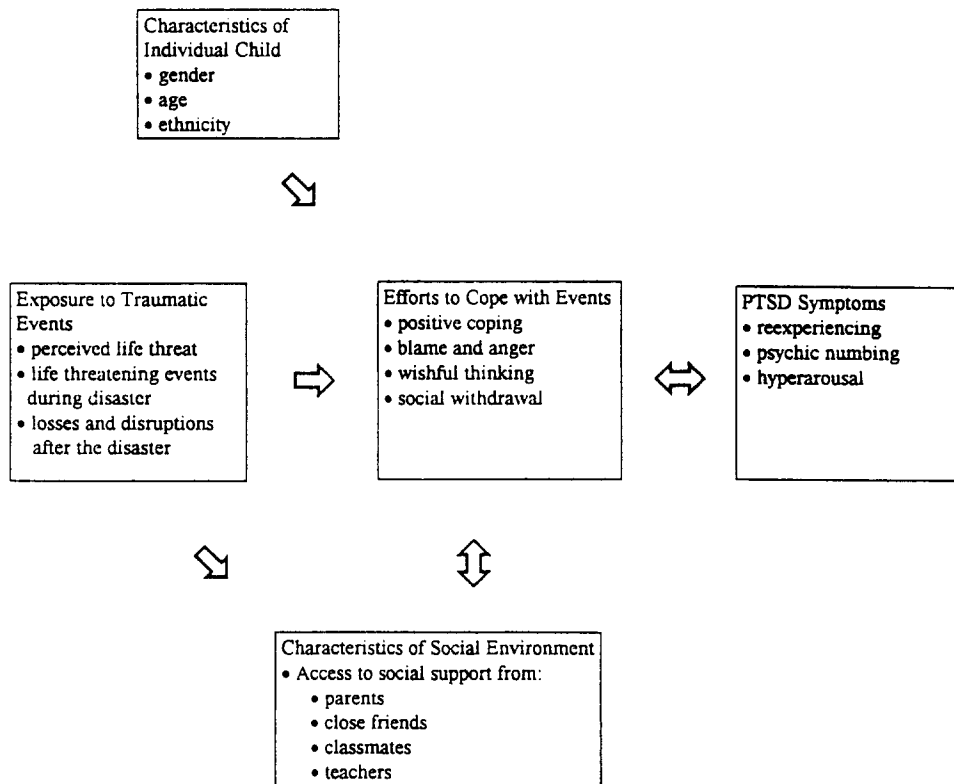 Characteristics of
Individual Child
• gender
• age
• ethnicity
Exposure to Traumatic
Events
• perceived life threat
• life threatening events
during disaster
• losses and disruptions
after the disaster
Efforts to Cope with Events
• positive coping
• blame and anger
• wishful thinking
• social withdrawal
PTSD Symptoms
• reexperiencing
• psychic numbing
• hyperarousal
Characteristics of Social Environment
• Access to social support from:
• parents
• close friends
• classmates
• teachers